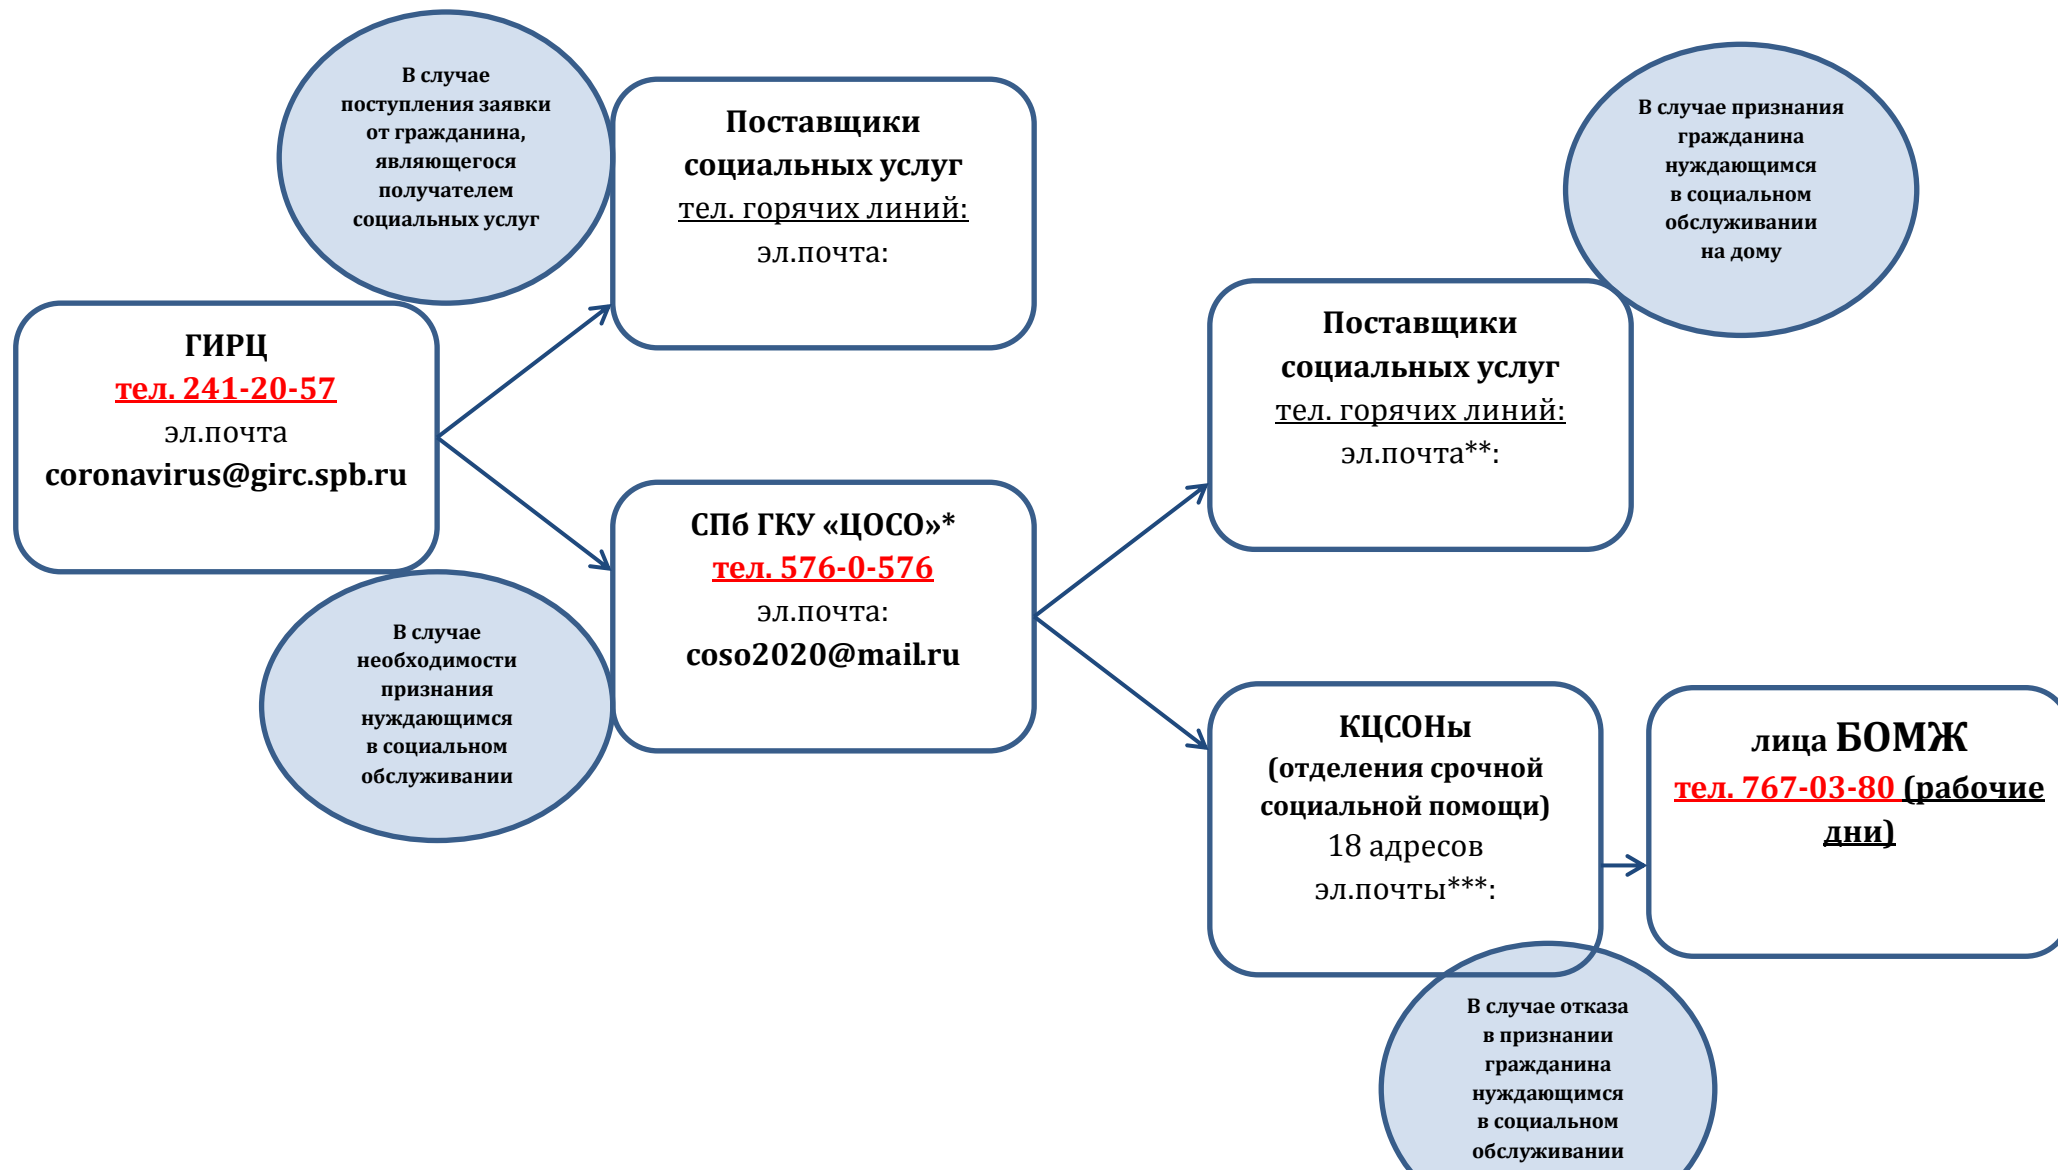 В случае
поступления заявки
от гражданина,
являющегося
получателем
социальных услуг
Поставщики
социальных услуг
тел. горячих линий:
эл.почта:
В случае признания
гражданина
нуждающимся
в социальном
обслуживании
на дому
ГИРЦ
тел. 241-20-57
эл.почта
coronavirus@girc.spb.ru
Поставщики
социальных услуг
тел. горячих линий:
эл.почта**:
СПб ГКУ «ЦОСО»*
тел. 576-0-576
эл.почта:
coso2020@mail.ru
В случае
необходимости
признания
нуждающимся
в социальном
обслуживании
КЦСОНы
(отделения срочной
социальной помощи)
18 адресов
эл.почты***:
лица БОМЖ
тел. 767-03-80 (рабочие
дни)
В случае отказа
в признании
гражданина
нуждающимся
в социальном
обслуживании